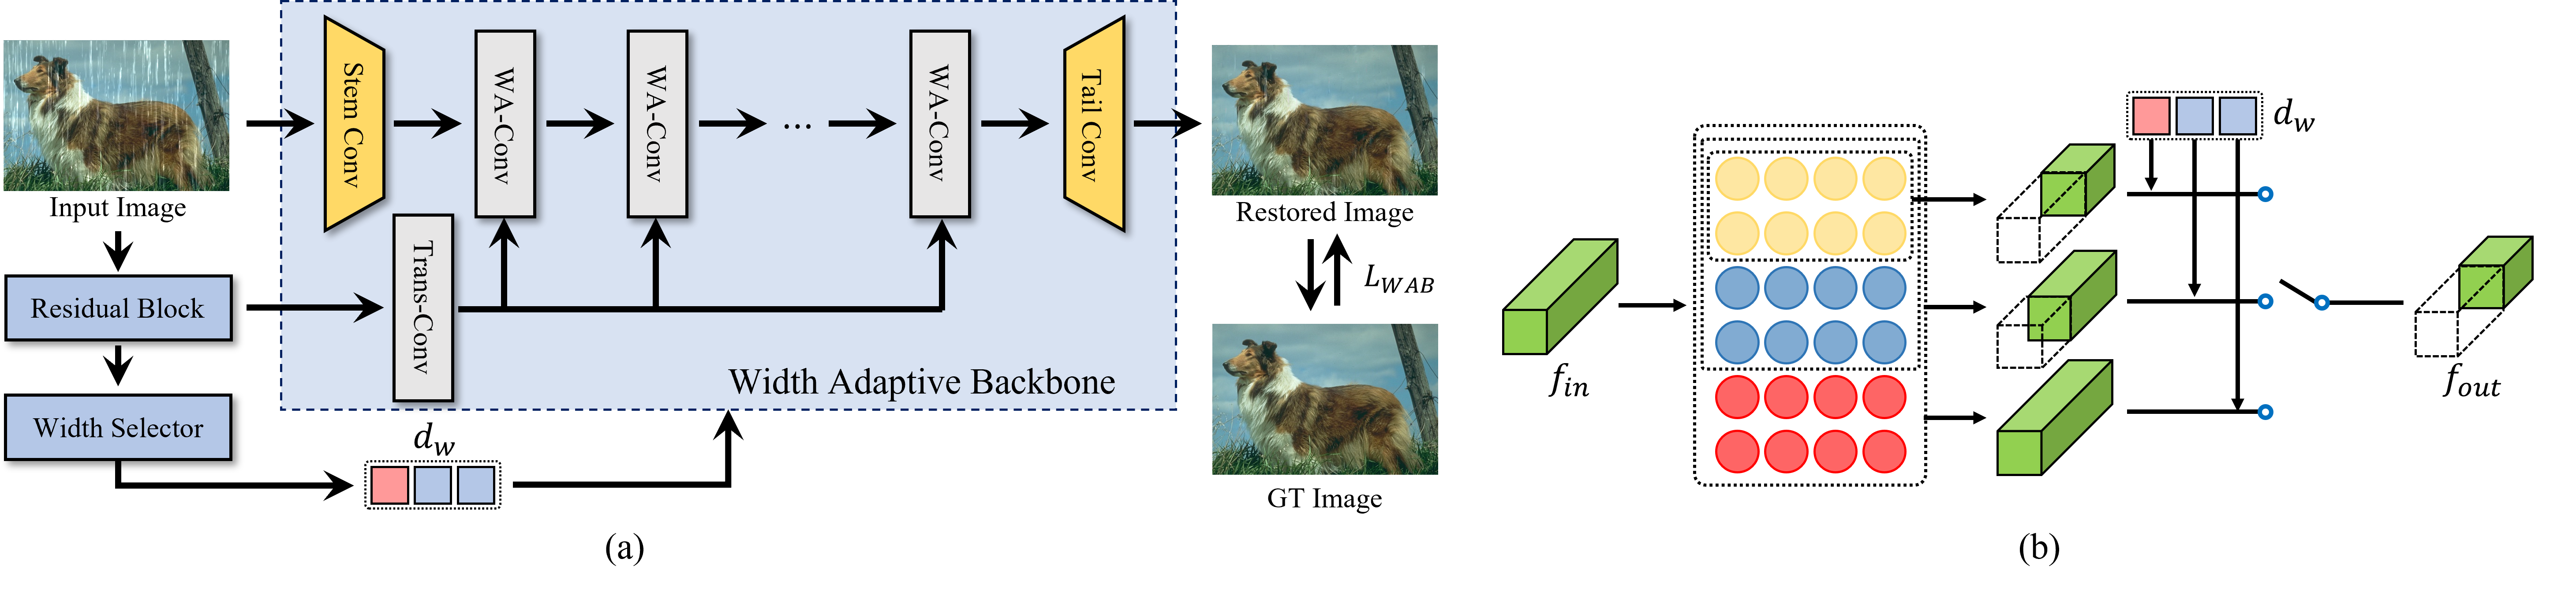 Stem Conv
WA-Conv
WA-Conv
...
WA-Conv
Tail Conv
Input Image
Residual Block
Trans-Conv
Width Selector
Width Adaptive Backbone
d_w
Restored Image
L_{WAB}
GT Image
(a)
f_{in}
d_w
f_{out}
(b)